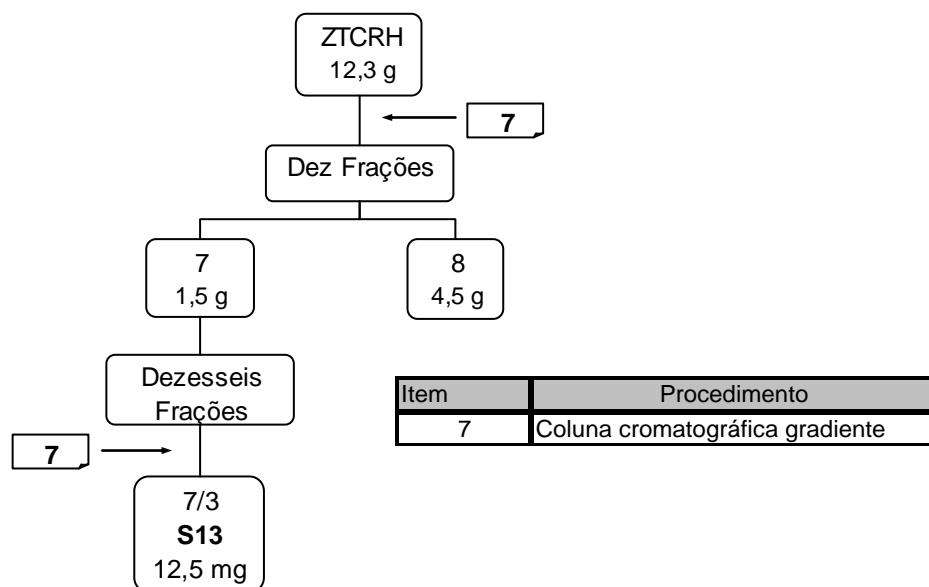 ZTCRH
12,3 g
7
Dez Frações
7
1,5 g
8
4,5 g
Dezesseis
Frações
Item Procedimento
7 Coluna cromatográfica gradiente
7
7/3
S13
12,5 mg